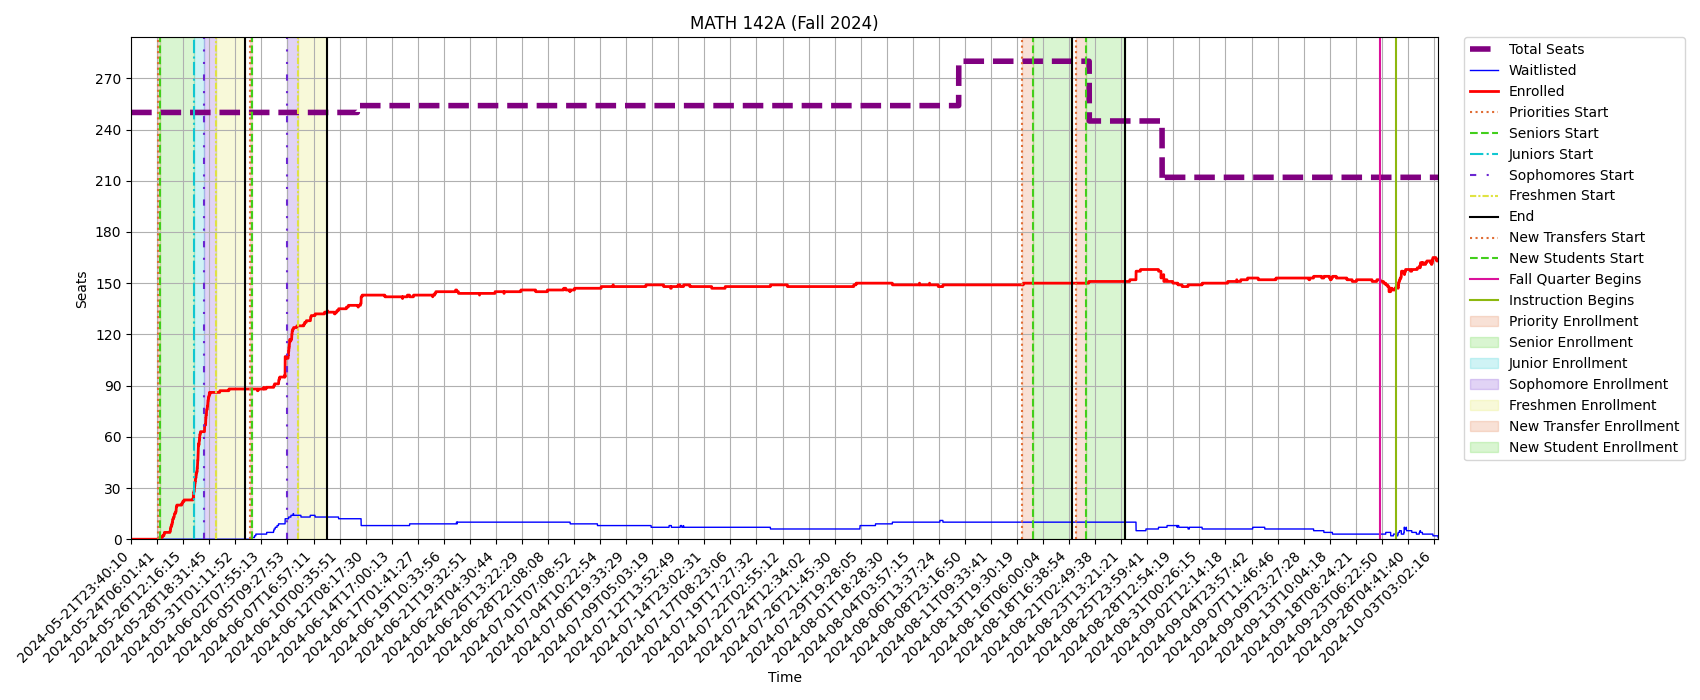 MATH 142A (Fall 2024)
Seats
270
240
210
180
150
120
90
60
30
0
2024-05-21T23:40:10
2024-05-24T06:01:41
2024-05-26T12:16:15
2024-05-28T18:31:45
2024-05-31T01:11:52
2024-06-02T07:55:13
2024-06-05T09:27:53
2024-06-07T16:57:11
2024-06-10T00:35:51
2024-06-12T08:17:30
2024-06-14T17:00:13
2024-06-17T01:41:27
2024-06-19T10:33:56
2024-06-21T19:32:51
2024-06-24T04:30:44
2024-06-26T13:22:29
2024-06-28T22:08:08
2024-07-01T07:08:52
2024-07-04T10:22:54
2024-07-06T19:33:29
2024-07-09T05:03:19
2024-07-12T13:52:49
2024-07-14T23:02:31
2024-07-17T08:23:06
2024-07-19T17:27:32
2024-07-22T02:55:12
2024-07-24T12:34:02
2024-07-26T21:45:30
2024-07-29T19:28:05
2024-08-01T18:28:30
2024-08-04T03:57:15
2024-08-06T13:37:24
2024-08-08T23:16:50
2024-08-11T09:33:41
2024-08-13T19:30:19
2024-08-16T06:00:04
2024-08-18T16:38:54
2024-08-21T02:49:38
2024-08-23T13:21:21
2024-08-25T23:59:41
2024-08-28T12:54:19
2024-08-31T00:26:15
2024-09-02T12:14:18
2024-09-04T23:57:42
2024-09-07T11:46:46
2024-09-09T23:27:28
2024-09-13T10:04:18
2024-09-18T08:24:21
2024-09-23T06:22:50
2024-09-28T04:41:40
2024-10-03T03:02:16
Time
Total Seats
Waitlisted
Enrolled
Priorities Start
Seniors Start
Juniors Start
Sophomores Start
Freshmen Start
End
New Transfers Start
New Students Start
Fall Quarter Begins
Instruction Begins
Priority Enrollment
Senior Enrollment
Junior Enrollment
Sophomore Enrollment
Freshmen Enrollment
New Transfer Enrollment
New Student Enrollment